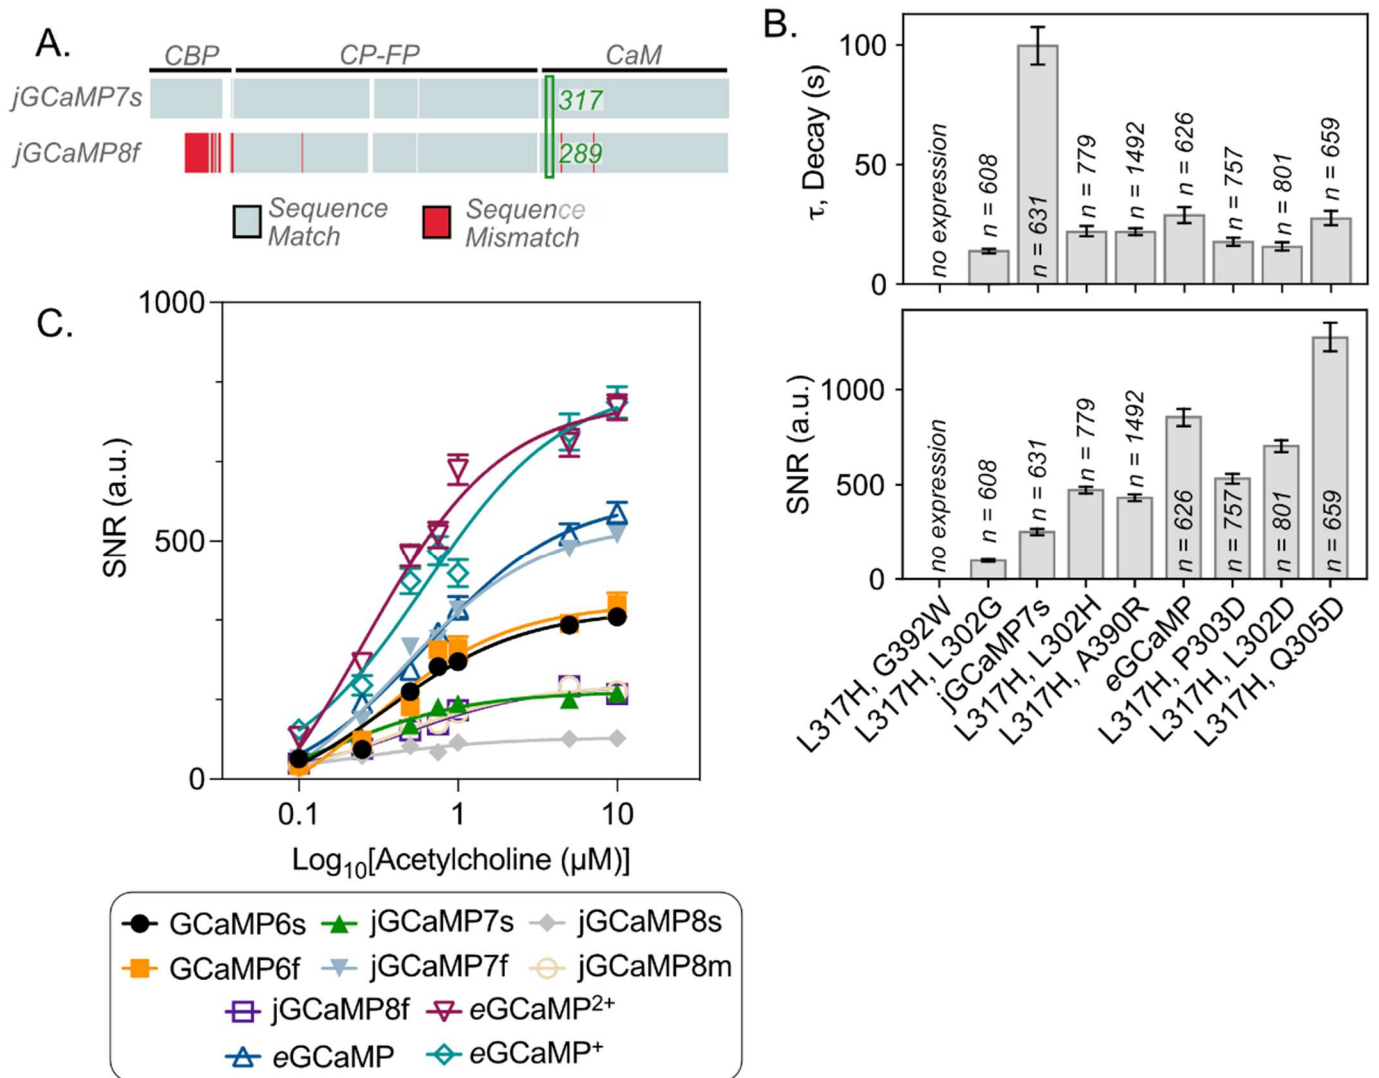 A.
CBP CP-FP CaM
jGCaMP7s 317
jGCaMP8f 289
Sequence Match
Sequence Mismatch
B.
τ, Decay (s)
100
50
0
no expression
n = 608
n = 631
n = 779
n = 1492
n = 626
n = 757
n = 801
n = 659
SNR (a.u.)
1000
500
0
no expression
n = 608
n = 631
n = 779
n = 1492
n = 626
n = 757
n = 801
n = 659
L317H, G392W
L317H, L302G
jGCaMP7s
L317H, L302H
L317H, A390R
eGCaMP
L317H, P303D
L317H, L302D
L317H, Q305D
C.
SNR (a.u.)
1000
500
0
0.1 1 10
Log10[Acetylcholine (μM)]
GCaMP6s jGCaMP7s jGCaMP8s
GCaMP6f jGCaMP7f jGCaMP8m
jGCaMP8f eGCaMP2+
eGCaMP eGCaMP+